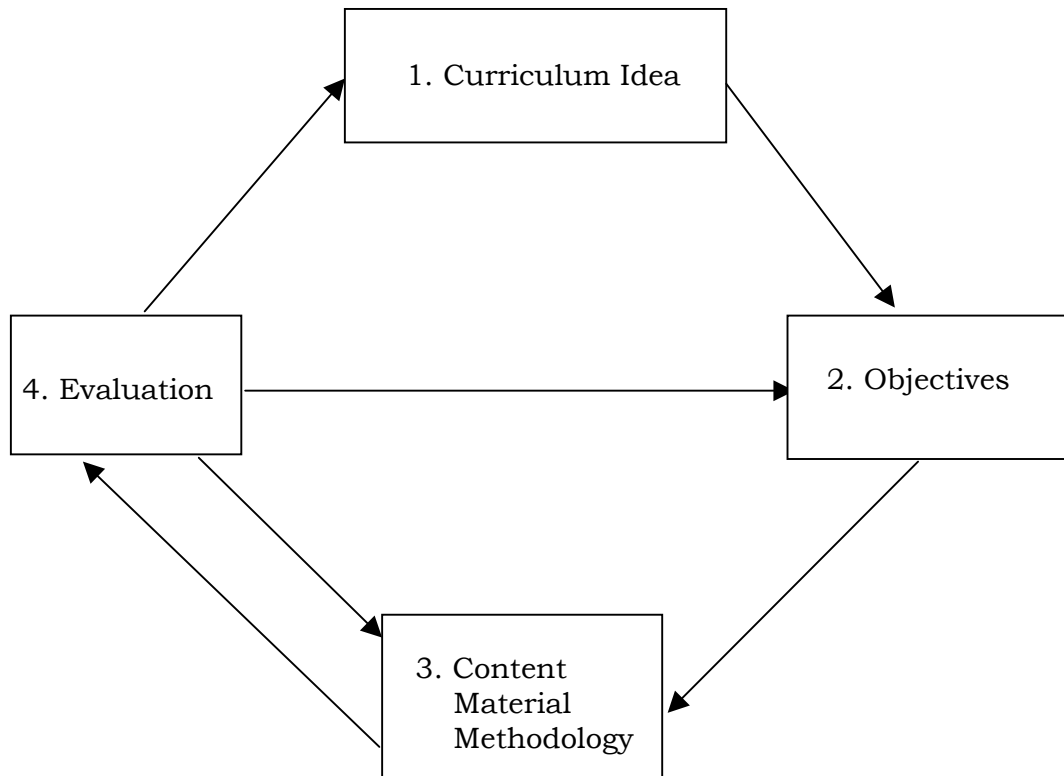 1. Curriculum Idea
4. Evaluation
2. Objectives
3. Content
Material
Methodology